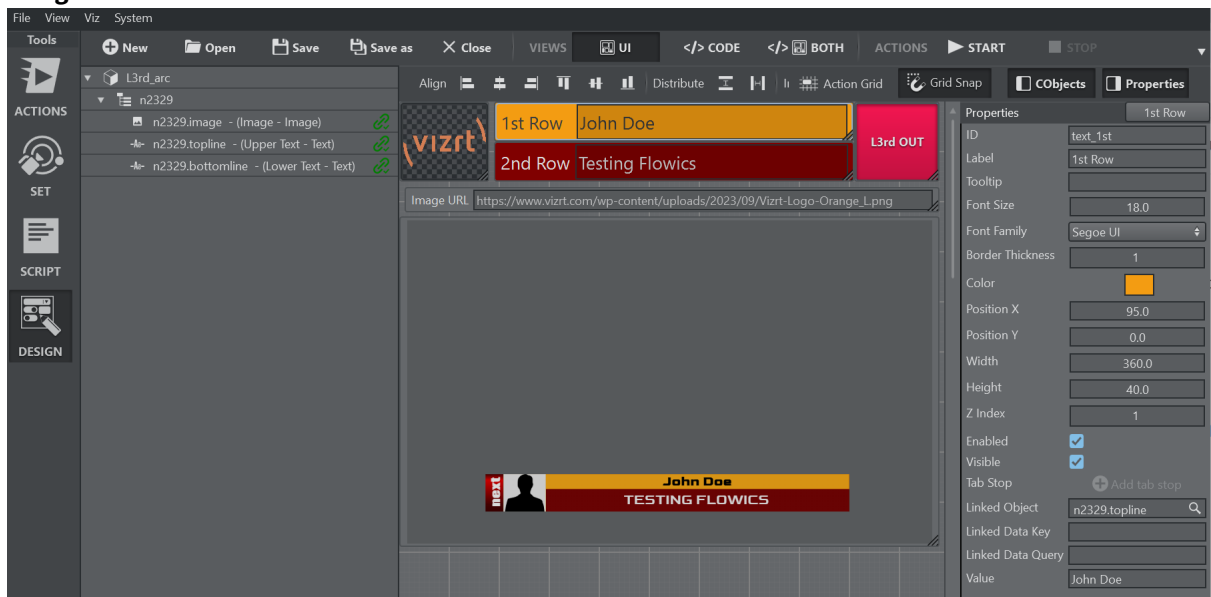 File View Viz System
Tools
New Open Save Save as Close VIEWS UI </> CODE </> BOTH ACTIONS START STOP
ACTIONS
SET
SCRIPT
DESIGN
L3rd_arc
n2329
n2329.image - (Image - Image)
n2329.topline - (Upper Text - Text)
n2329.bottomline - (Lower Text - Text)
Align Distribute Action Grid Grid Snap CObjects Properties
vizrt
1st Row John Doe
2nd Row Testing Flowics
L3rd OUT
Image URL https://www.vizrt.com/wp-content/uploads/2023/09/Vizrt-Logo-Orange_L.png
next
John Doe
TESTING FLOWICS
Properties 1st Row
ID text_1st
Label 1st Row
Tooltip
Font Size 18.0
Font Family Segoe UI
Border Thickness 1
Color
Position X 95.0
Position Y 0.0
Width 360.0
Height 40.0
Z Index 1
Enabled
Visible
Tab Stop Add tab stop
Linked Object n2329.topline
Linked Data Key
Linked Data Query
Value John Doe